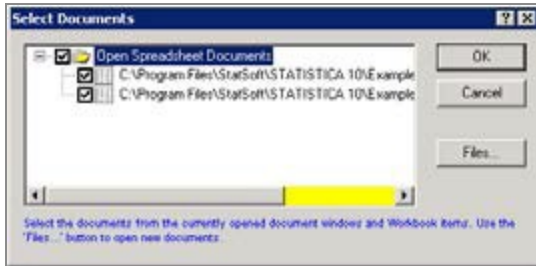 Select Documents
Open Spreadsheet Documents
C:\Program Files\StatSoft\STATISTICA 10\Example
C:\Program Files\StatSoft\STATISTICA 10\Example
OK
Cancel
Files...
Select the documents from the currently opened document windows and Workbook items. Use the
"Files..." button to open new documents.